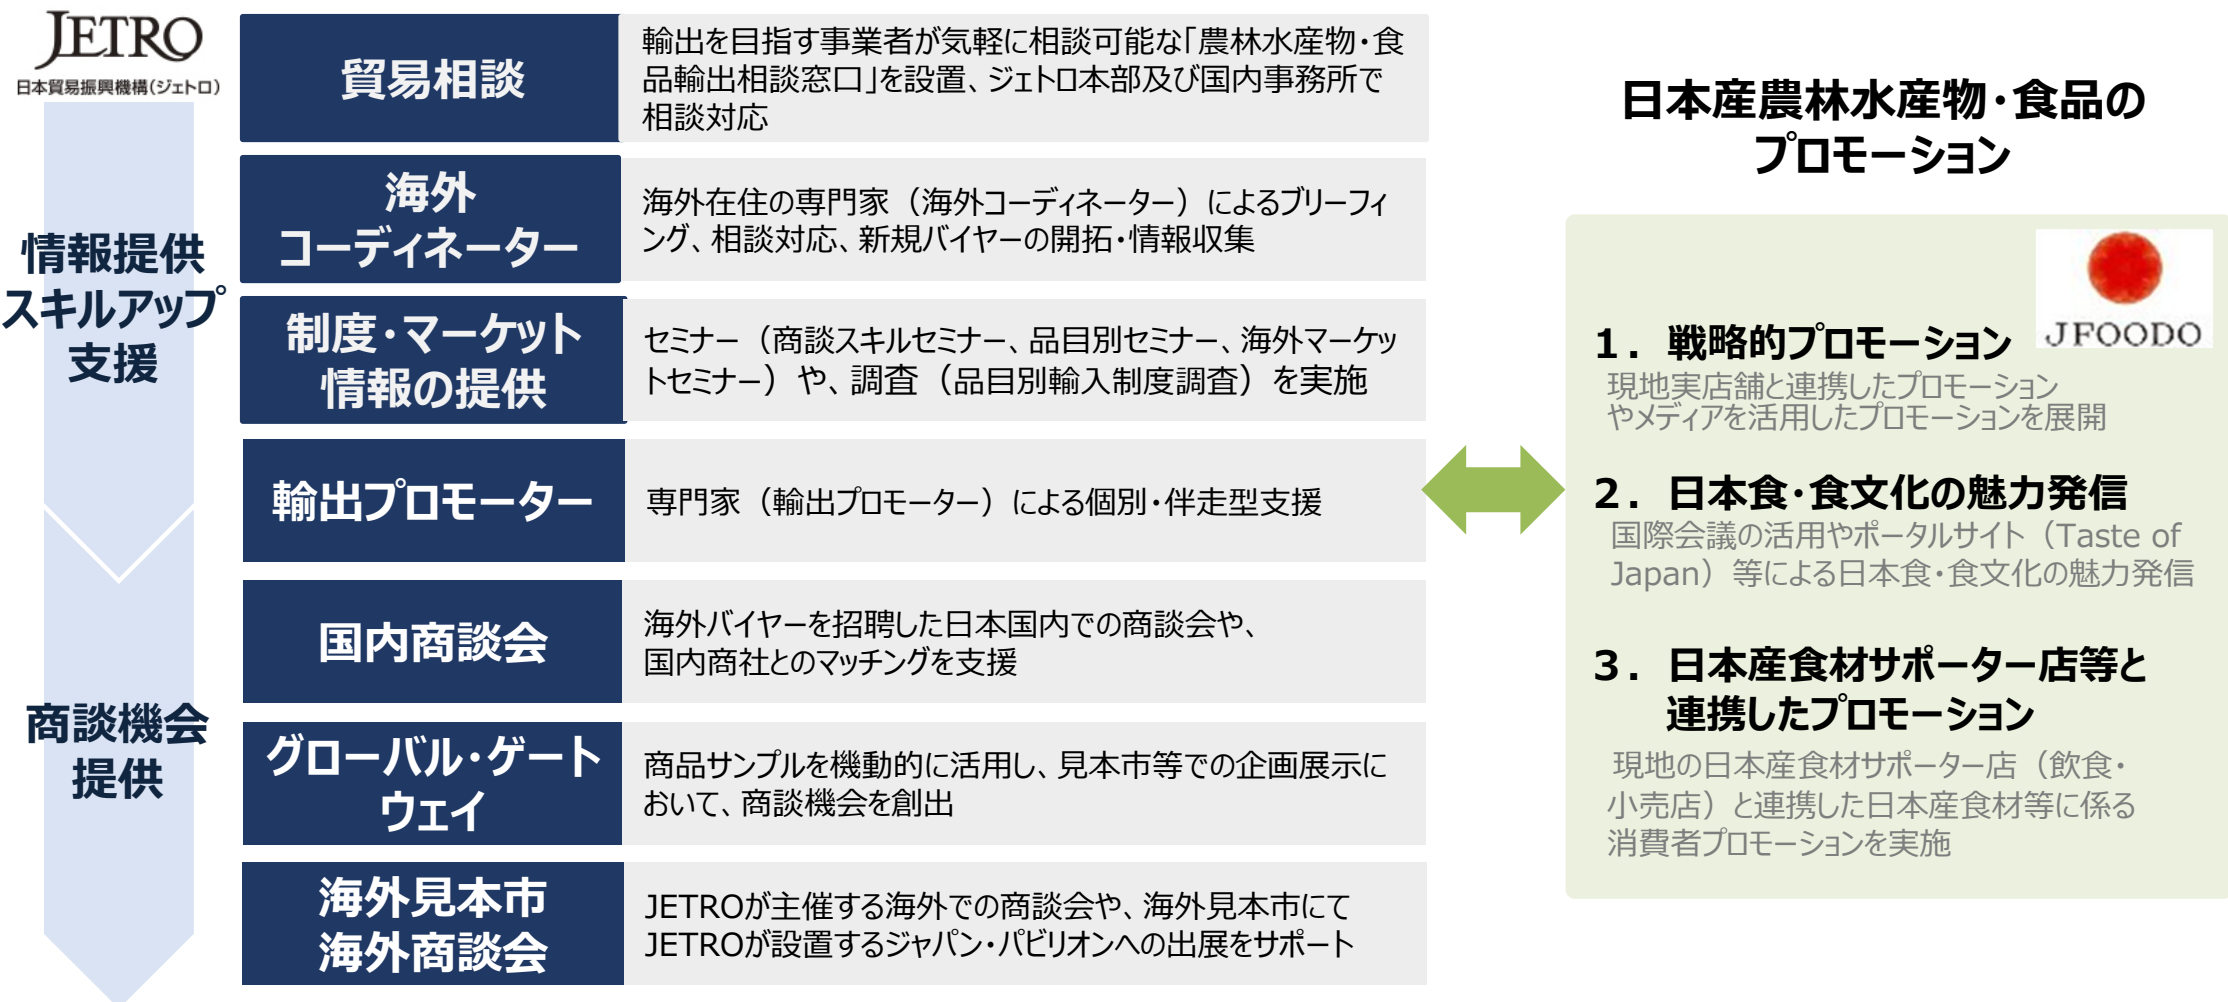 JETRO
日本貿易振興機構(ジェトロ)
情報提供
スキルアップ
支援
商談機会
提供
貿易相談
輸出を目指す事業者が気軽に相談可能な「農林水産物・食
品輸出相談窓口」を設置、ジェトロ本部及び国内事務所で
相談対応
海外
コーディネーター
海外在住の専門家（海外コーディネーター）によるブリーフィ
ング、相談対応、新規バイヤーの開拓・情報収集
制度・マーケット
情報の提供
セミナー（商談スキルセミナー、品目別セミナー、海外マーケッ
トセミナー）や、調査（品目別輸入制度調査）を実施
輸出プロモーター
専門家（輸出プロモーター）による個別・伴走型支援
国内商談会
海外バイヤーを招聘した日本国内での商談会や、
国内商社とのマッチングを支援
グローバル・ゲート
ウェイ
商品サンプルを機動的に活用し、見本市等での企画展示に
おいて、商談機会を創出
海外見本市
海外商談会
JETROが主催する海外での商談会や、海外見本市にて
JETROが設置するジャパン・パビリオンへの出展をサポート
日本産農林水産物・食品の
プロモーション
JFOODO
１．戦略的プロモーション
現地実店舗と連携したプロモーション
やメディアを活用したプロモーションを展開
２．日本食・食文化の魅力発信
国際会議の活用やポータルサイト（Taste of
Japan）等による日本食・食文化の魅力発信
３．日本産食材サポーター店等と
連携したプロモーション
現地の日本産食材サポーター店（飲食・
小売店）と連携した日本産食材等に係る
消費者プロモーションを実施